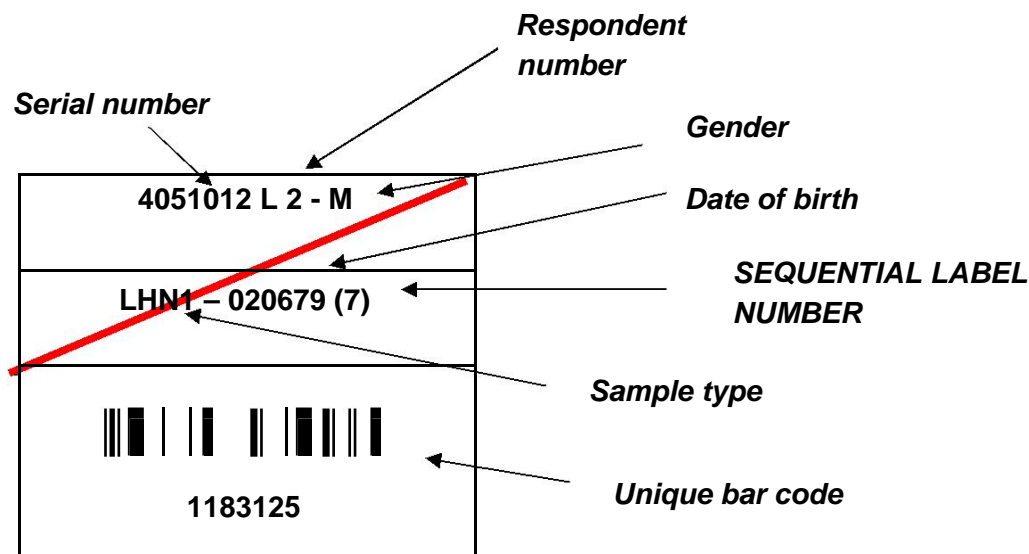 Respondent
number
Serial number
Gender
4051012 L 2 - M
Date of birth
SEQUENTIAL LABEL
NUMBER
LHN1 – 020679 (7)
Sample type
Unique bar code
1183125